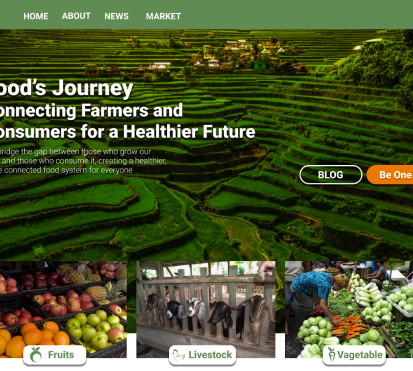 HOME ABOUT NEWS MARKET
ood's Journey
onnecting Farmers and
onsumers for a Healthier Future
bridge the gap between those who grow our
and those who consume it, creating a healthier,
e connected food system for everyone
BLOG Be One
Fruits Livestock Vagetable